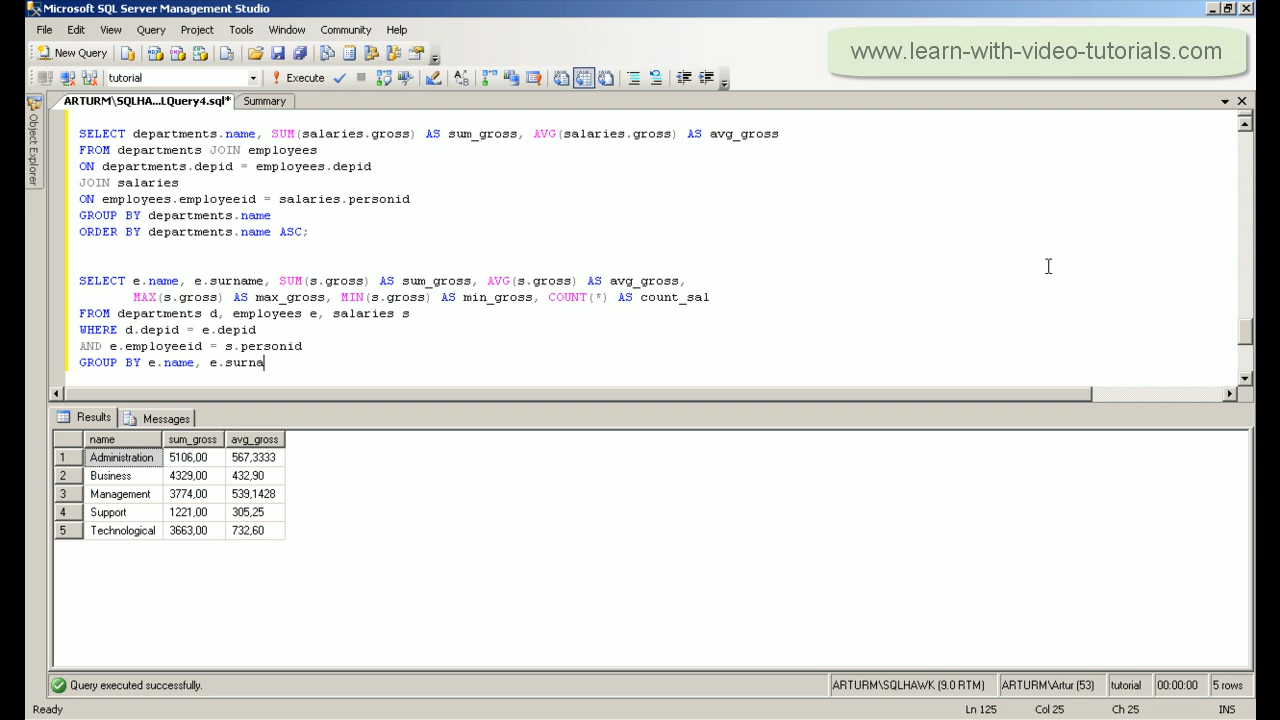 Microsoft SQL Server Management Studio
File Edit View Query Project Tools Window Community Help
New Query
www.learn-with-video-tutorials.com
tutorial Execute
ARTURM\SQLHA...LQuery4.sql* Summary
Object Explorer
SELECT departments.name, SUM(salaries.gross) AS sum_gross, AVG(salaries.gross) AS avg_gross
FROM departments JOIN employees
ON departments.depid = employees.depid
JOIN salaries
ON employees.employeeid = salaries.personid
GROUP BY departments.name
ORDER BY departments.name ASC;
SELECT e.name, e.surname, SUM(s.gross) AS sum_gross, AVG(s.gross) AS avg_gross,
MAX(s.gross) AS max_gross, MIN(s.gross) AS min_gross, COUNT(*) AS count_sal
FROM departments d, employees e, salaries s
WHERE d.depid = e.depid
AND e.employeeid = s.personid
GROUP BY e.name, e.surna
Results Messages
name sum_gross avg_gross
1 Administration 5106,00 567,3333
2 Business 4329,00 432,90
3 Management 3774,00 539,1428
4 Support 1221,00 305,25
5 Technological 3663,00 732,60
Query executed successfully. ARTURM\SQLHAWK (9.0 RTM) ARTURM\Artur (53) tutorial 00:00:00 5 rows
Ready Ln 125 Col 25 Ch 25 INS